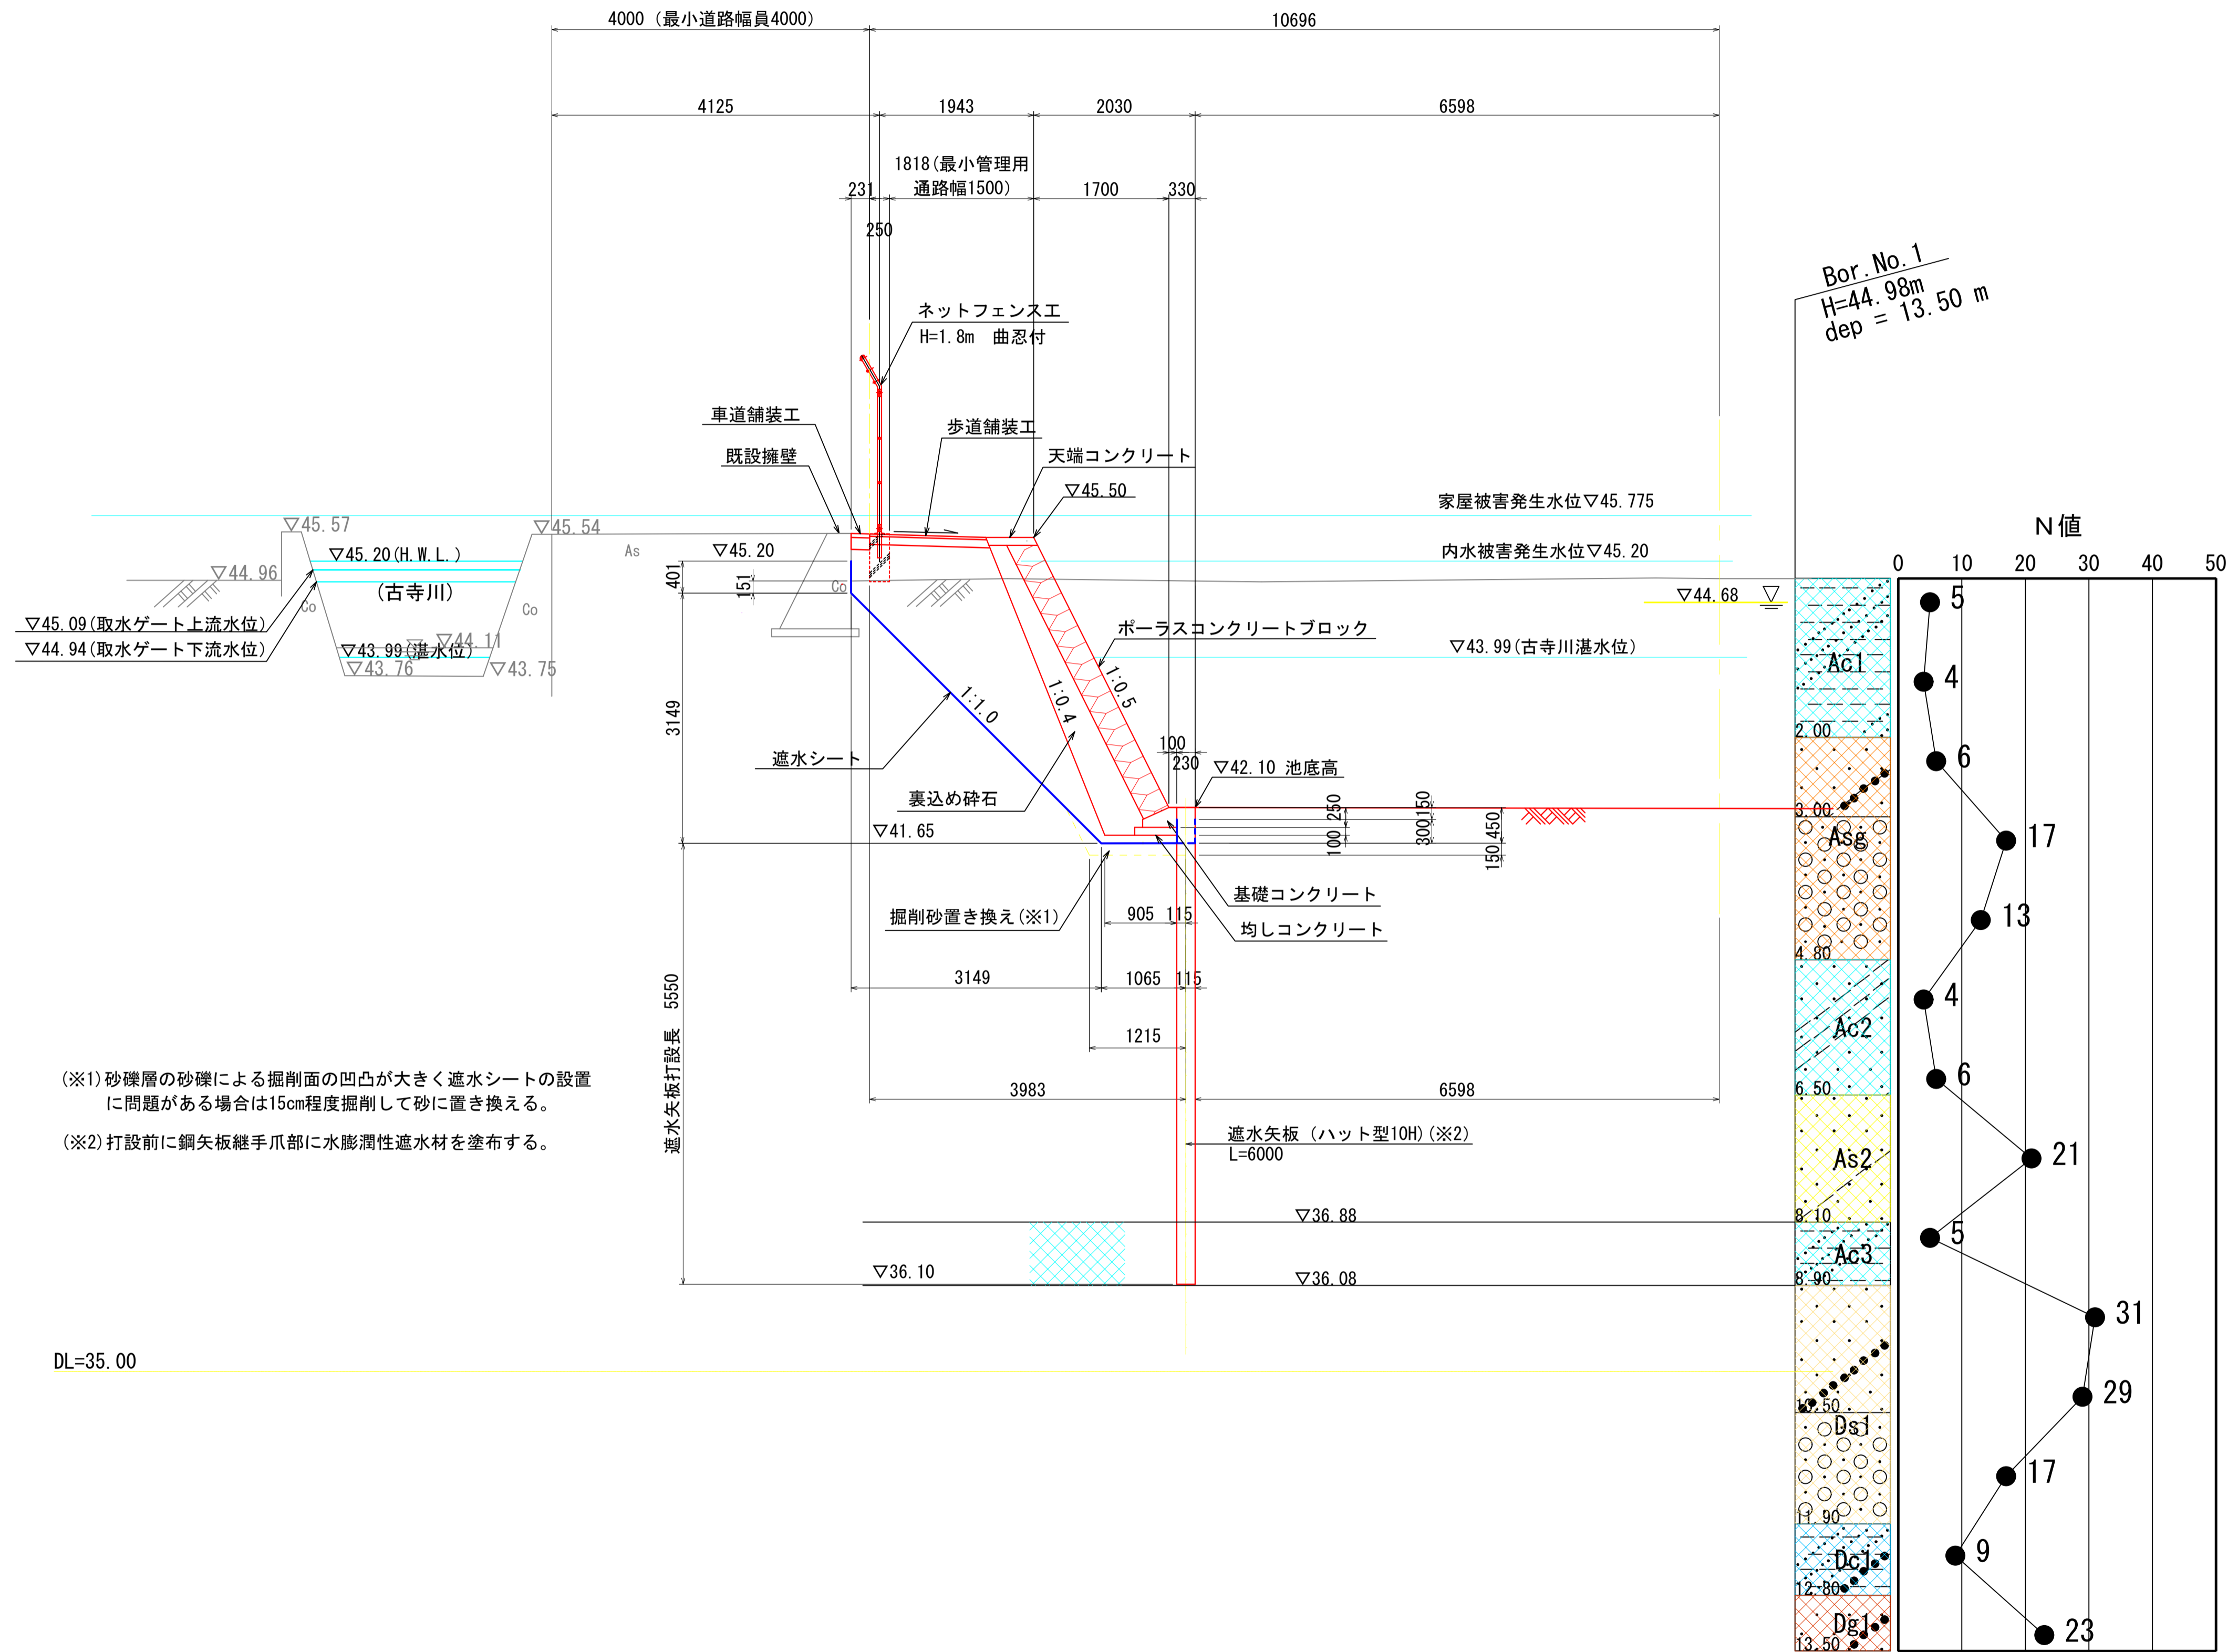 4000（最小道路幅員4000）
10696
4125
1943
2030
6598
1818(最小管理用
通路幅1500)
231
1700
330
250
Bor.No.1
H=44.98m
dep = 13.50 m
ネットフェンス工
H=1.8m　曲忍付
車道舗装工
歩道舗装工
既設擁壁
天端コンクリート
▽45.50
家屋被害発生水位▽45.775
▽45.57
▽45.54
As
▽45.20(H.W.L.)
▽45.20
内水被害発生水位▽45.20
▽44.96
(古寺川)
Co
Co
Co
401
151
▽44.68
▽45.09(取水ゲート上流水位)
▽44.94(取水ゲート下流水位)
▽44.11
▽43.99(湛水位)
▽43.76
▽43.75
ポーラスコンクリートブロック
▽43.99(古寺川湛水位)
3149
1:1.0
1:0.4
1:0.5
遮水シート
100
230
▽42.10 池底高
裏込め砕石
▽41.65
250
100
150
300
450
150
基礎コンクリート
掘削砂置き換え(※1)
905
115
均しコンクリート
3149
1065
115
1215
3983
6598
遮水矢板打設長　5550
(※1)砂礫層の砂礫による掘削面の凹凸が大きく遮水シートの設置
に問題がある場合は15cm程度掘削して砂に置き換える。
(※2)打設前に鋼矢板継手爪部に水膨潤性遮水材を塗布する。
遮水矢板（ハット型10H)(※2)
L=6000
▽36.88
▽36.10
▽36.08
DL=35.00
N値
0 10 20 30 40 50
5
Ac1
4
2.00
6
3.00
Asg
17
13
4.80
4
Ac2
6
6.50
As2
21
8.10
5
Ac3
8.90
31
29
10.50
Ds1
17
11.90
Dc1
9
12.80
Dg1
23
13.50